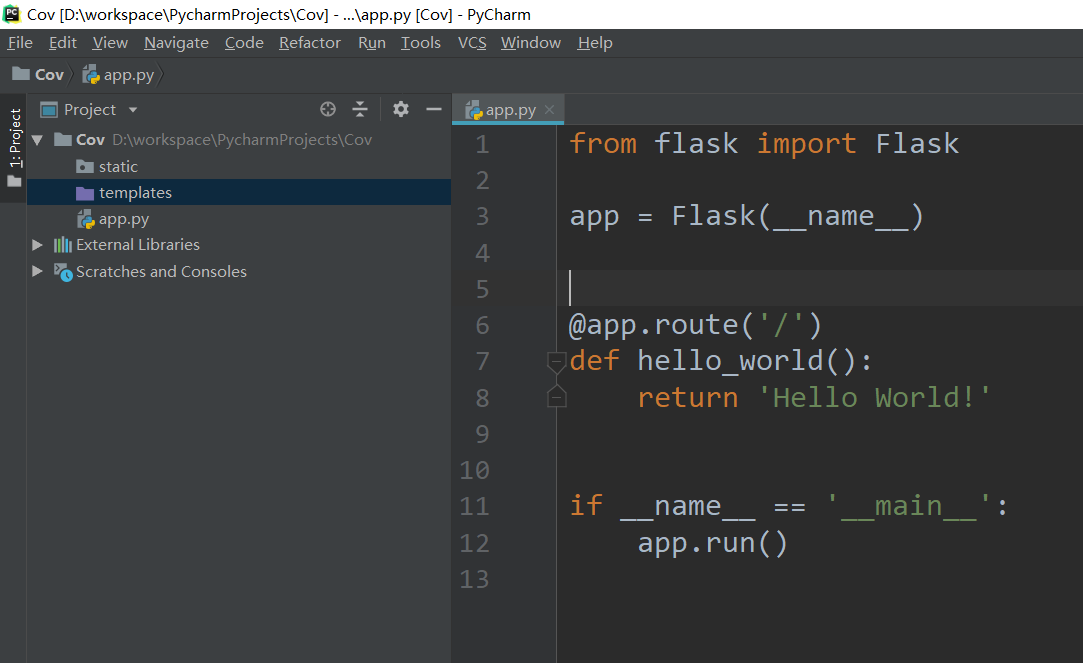 PC Cov [D:\workspace\PycharmProjects\Cov] - ...\app.py [Cov] - PyCharm
File Edit View Navigate Code Refactor Run Tools VCS Window Help
Cov app.py
1: Project
Project
Cov D:\workspace\PycharmProjects\Cov
static
templates
app.py
External Libraries
Scratches and Consoles
app.py
1 from flask import Flask
2
3 app = Flask(__name__)
4
5
6 @app.route('/')
7 def hello_world():
8     return 'Hello World!'
9
10
11 if __name__ == '__main__':
12     app.run()
13